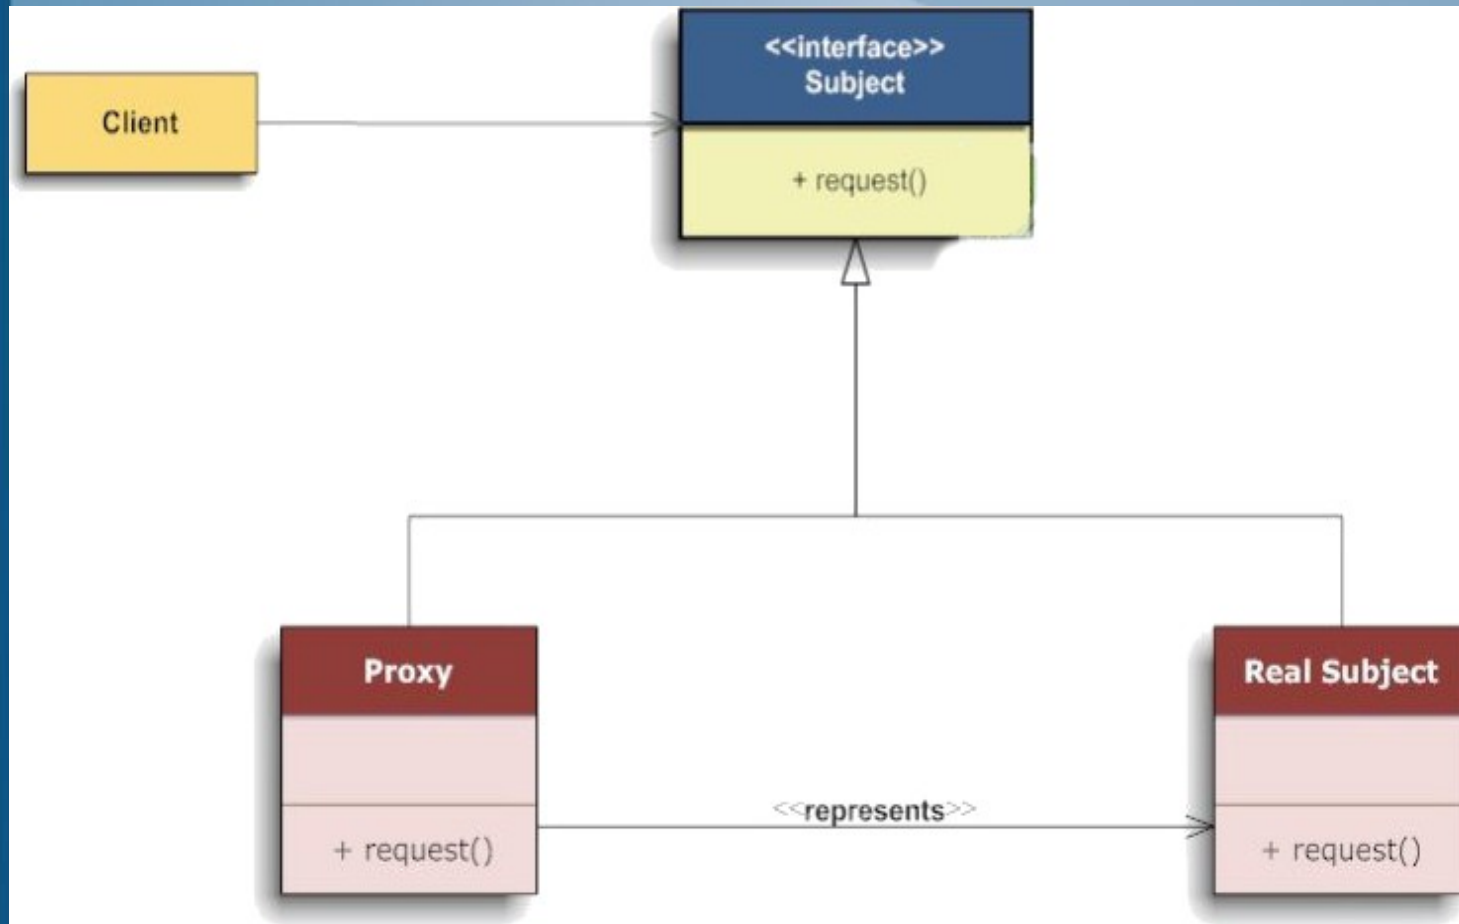 Client
<<interface>>
Subject
+ request()
Proxy
Real Subject
<<represents>>
+ request()
+ request()